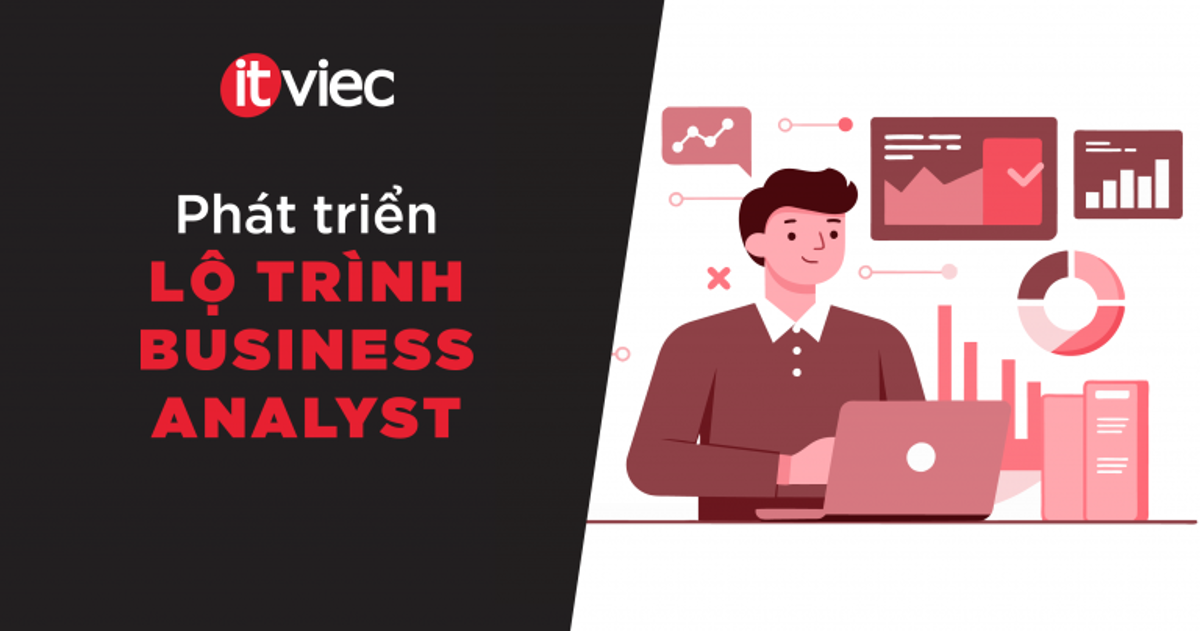 itviec
Phát triển
LỘ TRÌNH
BUSINESS
ANALYST